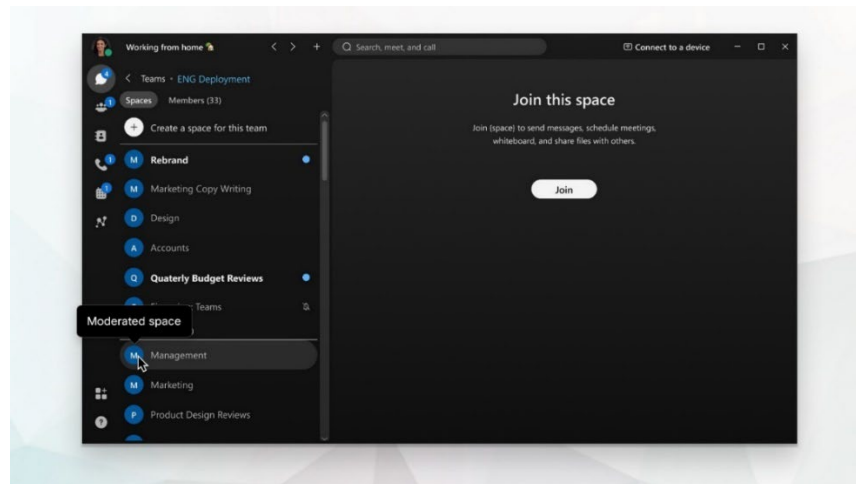 Working from home
Search, meet, and call
Connect to a device
Teams • ENG Deployment
Spaces Members (33)
Create a space for this team
M Rebrand
M Marketing Copy Writing
D Design
A Accounts
Q Quaterly Budget Reviews
Teams
Moderated space
M Management
M Marketing
P Product Design Reviews
Join this space
Join (space) to send messages, schedule meetings,
whiteboard, and share files with others.
Join